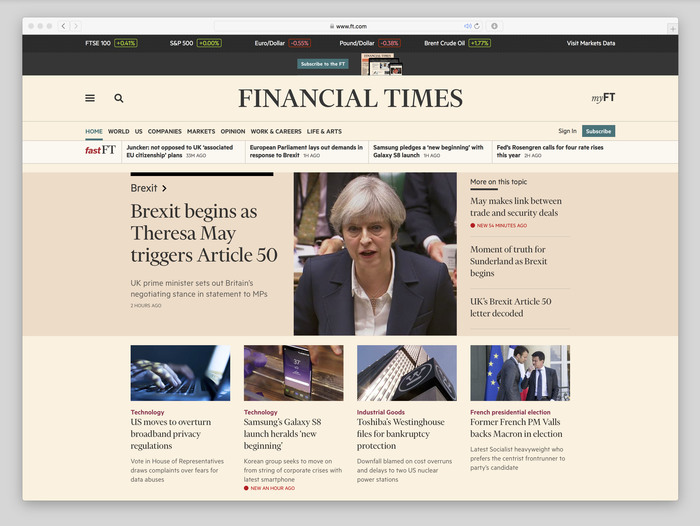 www.ft.com
FTSE 100 +0.41% S&P 500 +0.00% Euro/Dollar -0.55% Pound/Dollar -0.38% Brent Crude Oil +1.77% Visit Markets Data
Subscribe to the FT
FINANCIAL TIMES
myFT
HOME WORLD US COMPANIES MARKETS OPINION WORK & CAREERS LIFE & ARTS Sign In Subscribe
fastFT
Juncker: not opposed to UK 'associated
EU citizenship' plans 33M AGO
European Parliament lays out demands in
response to Brexit 1H AGO
Samsung pledges a 'new beginning' with
Galaxy S8 launch 1H AGO
Fed's Rosengren calls for four rate rises
this year 2H AGO
Brexit
Brexit begins as
Theresa May
triggers Article 50
UK prime minister sets out Britain's
negotiating stance in statement to MPs
2 HOURS AGO
More on this topic
May makes link between
trade and security deals
NEW 54 MINUTES AGO
Moment of truth for
Sunderland as Brexit
begins
UK's Brexit Article 50
letter decoded
Technology
US moves to overturn
broadband privacy
regulations
Vote in House of Representatives
draws complaints over fears for
data abuses
Technology
Samsung's Galaxy S8
launch heralds 'new
beginning'
Korean group seeks to move on
from string of corporate crises with
latest smartphone
NEW AN HOUR AGO
Industrial Goods
Toshiba's Westinghouse
files for bankruptcy
protection
Downfall blamed on cost overruns
and delays to two US nuclear
power stations
French presidential election
Former French PM Valls
backs Macron in election
Latest Socialist heavyweight who
prefers the centrist frontrunner to
party's candidate